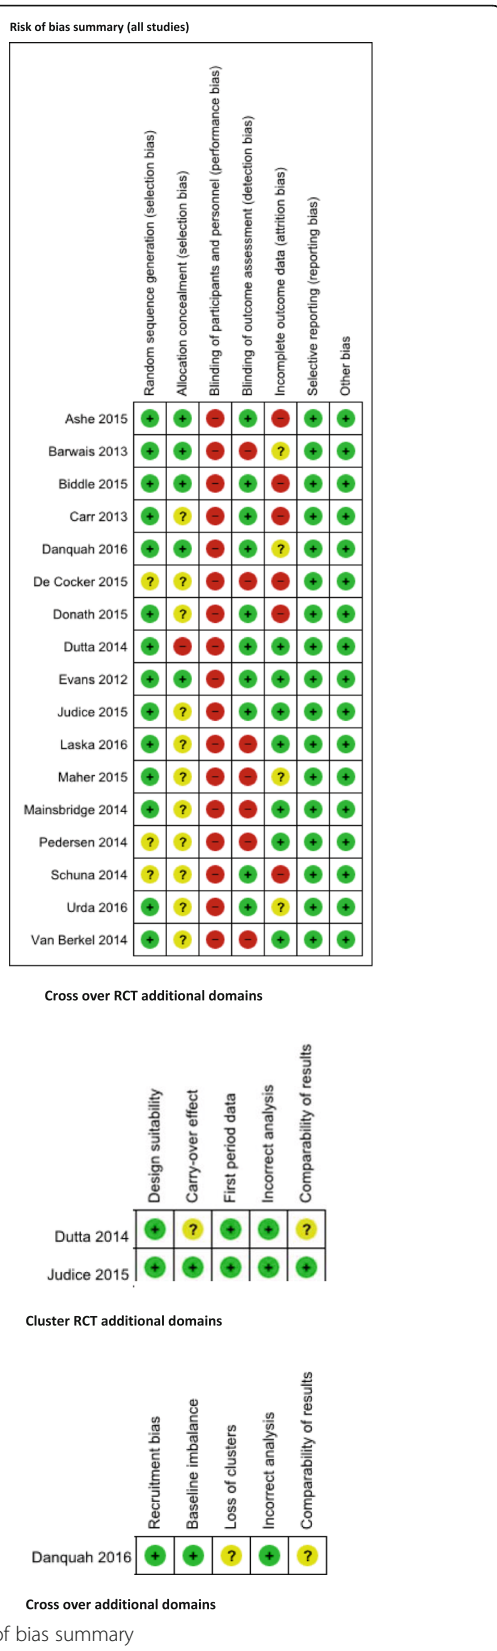 Risk of bias summary (all studies)
Random sequence generation (selection bias)
Allocation concealment (selection bias)
Blinding of participants and personnel (performance bias)
Blinding of outcome assessment (detection bias)
Incomplete outcome data (attrition bias)
Selective reporting (reporting bias)
Other bias
Ashe 2015 + + - + - + +
Barwais 2013 + + - - ? + +
Biddle 2015 + + - + - + +
Carr 2013 + ? - + - + +
Danquah 2016 + + - + ? + +
De Cocker 2015 ? ? - - - + +
Donath 2015 + ? - + - + +
Dutta 2014 + - - + + + +
Evans 2012 + + - + + + +
Judice 2015 + ? - + + + +
Laska 2016 + ? - - + + +
Maher 2015 + ? - - ? + +
Mainsbridge 2014 + ? - - + + +
Pedersen 2014 ? ? - - + + +
Schuna 2014 ? ? - + - + +
Urda 2016 + ? - + ? + +
Van Berkel 2014 + ? - - + + +
Cross over RCT additional domains
Design suitability
Carry-over effect
First period data
Incorrect analysis
Comparability of results
Dutta 2014 + ? + + ?
Judice 2015 + + + + +
Cluster RCT additional domains
Recruitment bias
Baseline imbalance
Loss of clusters
Incorrect analysis
Comparability of results
Danquah 2016 + + ? + ?
Cross over additional domains
of bias summary